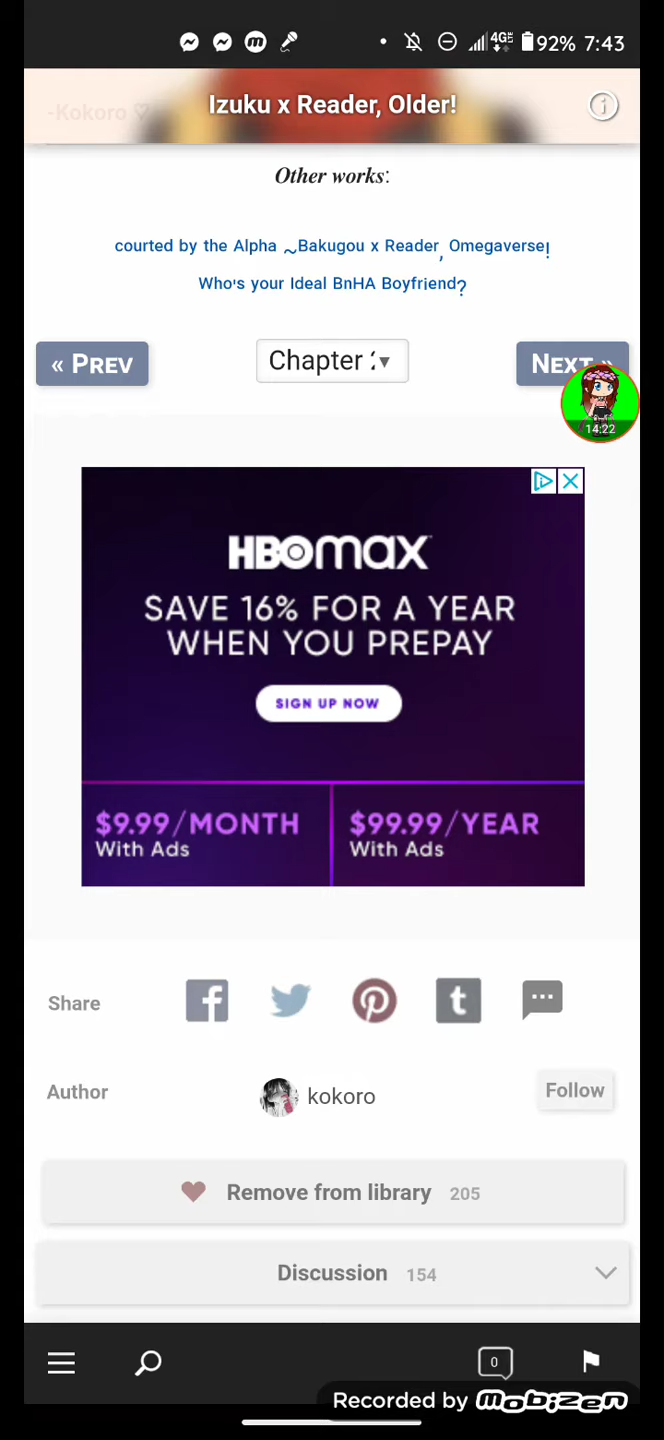 92% 7:43
-Kokoro ♡
Izuku x Reader, Older!
Other works:
courted by the Alpha ~Bakugou x Reader, Omegaverse!
Who's your Ideal BnHA Boyfriend?
« PREV
Chapter
NEXT »
14:22
HBOMAX
SAVE 16% FOR A YEAR
WHEN YOU PREPAY
SIGN UP NOW
$9.99/MONTH
With Ads
$99.99/YEAR
With Ads
Share
Author
kokoro
Follow
Remove from library 205
Discussion 154
0
Recorded by MOBIZEN